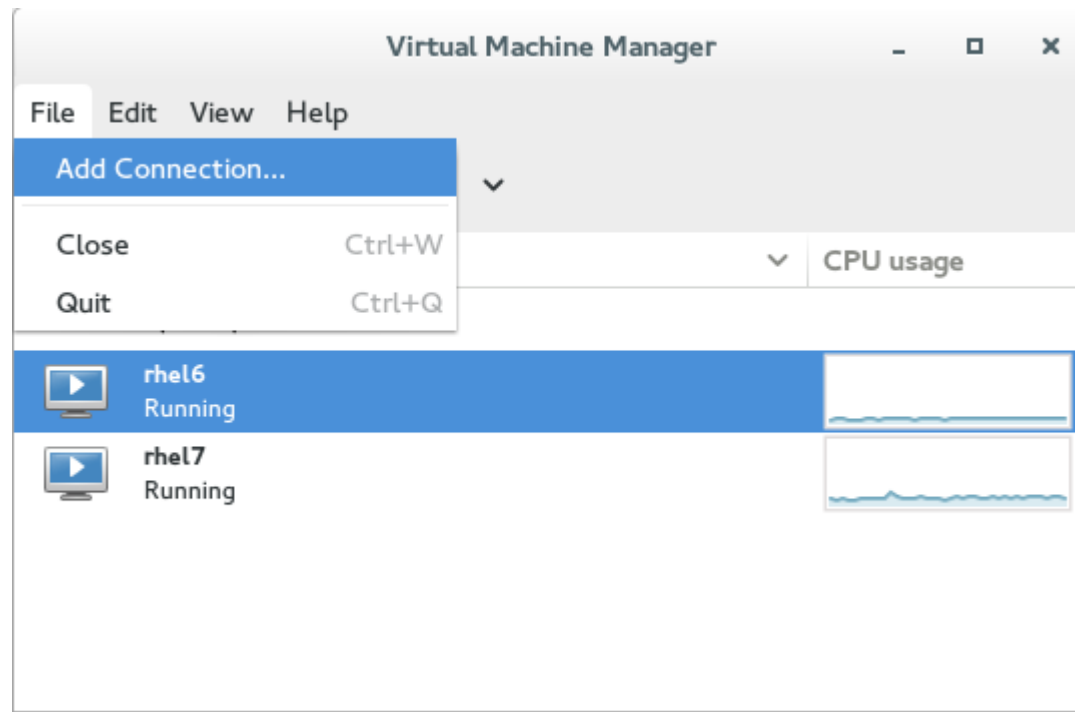 Virtual Machine Manager
File Edit View Help
Add Connection...
Close Ctrl+W
CPU usage
Quit Ctrl+Q
rhel6
Running
rhel7
Running